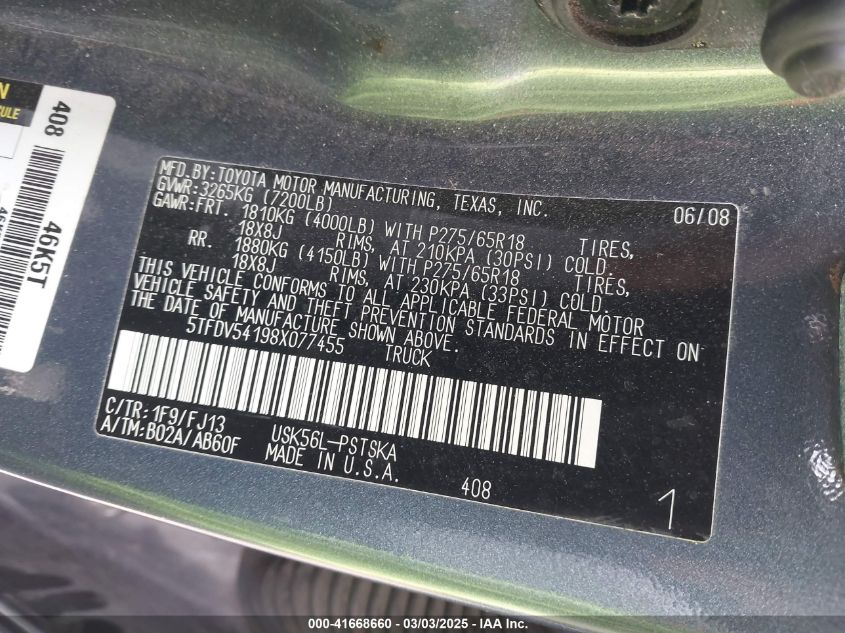 N
CULE
408
46K5T
MFD.BY:TOYOTA MOTOR MANUFACTURING, TEXAS, INC. 06/08
GVWR:3265KG (7200LB)
GAWR:FRT. 1810KG (4000LB) WITH P275/65R18 TIRES,
18X8J RIMS, AT 210KPA (30PSI) COLD.
RR. 1880KG (4150LB) WITH P275/65R18 TIRES,
18X8J RIMS, AT 230KPA (33PSI) COLD.
THIS VEHICLE CONFORMS TO ALL APPLICABLE FEDERAL MOTOR
VEHICLE SAFETY AND THEFT PREVENTION STANDARDS IN EFFECT ON
THE DATE OF MANUFACTURE SHOWN ABOVE.
5TFDV54198X077455 TRUCK
C/TR:1F9/FJ13 USK56L-PSTSKA
A/TM:B02A/AB60F MADE IN U.S.A.
408 1
000-41668660 - 03/03/2025 - IAA Inc.